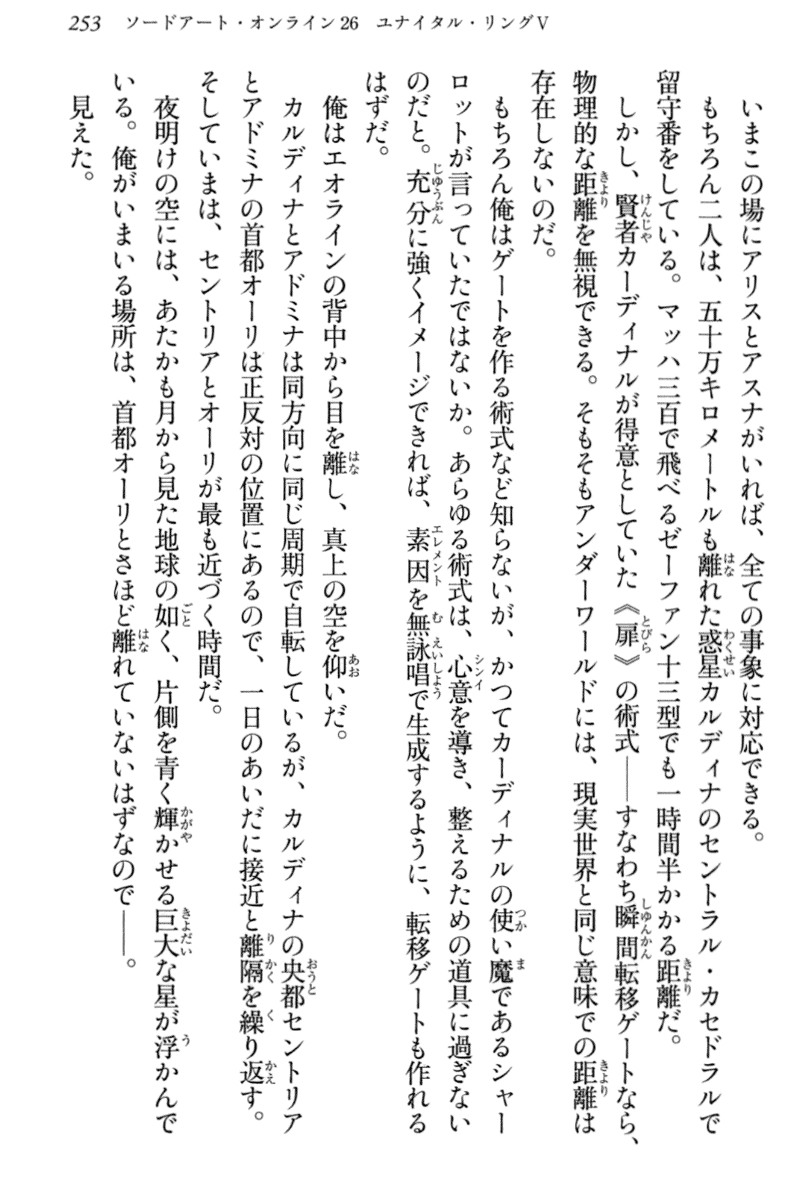 253 ソードアート・オンライン26 ユナイタル・リングⅤ
いまこの場にアリスとアスナがいれば、全ての事象に対応できる。
もちろん二人は、五十万キロメートルも離れた惑星カルディナのセントラル・カセドラルで
留守番をしている。マッハ三百で飛べるゼーファン十三型でも一時間半かかる距離だ。
しかし、賢者カーディナルが得意としていた《扉》の術式――すなわち瞬間転移ゲートなら、
物理的な距離を無視できる。そもそもアンダーワールドには、現実世界と同じ意味での距離は
存在しないのだ。
もちろん俺はゲートを作る術式など知らないが、かつてカーディナルの使い魔であるシャー
ロットが言っていたではないか。あらゆる術式は、心意を導き、整えるための道具に過ぎない
のだと。充分に強くイメージできれば、素因を無詠唱で生成するように、転移ゲートも作れる
はずだ。
俺はエオラインの背中から目を離し、真上の空を仰いだ。
カルディナとアドミナは同方向に同じ周期で自転しているが、カルディナの央都セントリア
とアドミナの首都オーリは正反対の位置にあるので、一日のあいだに接近と離隔を繰り返す。
そしていまは、セントリアとオーリが最も近づく時間だ。
夜明けの空には、あたかも月から見た地球の如く、片側を青く輝かせる巨大な星が浮かんで
いる。俺がいまいる場所は、首都オーリとさほど離れていないはずなので――。
見えた。